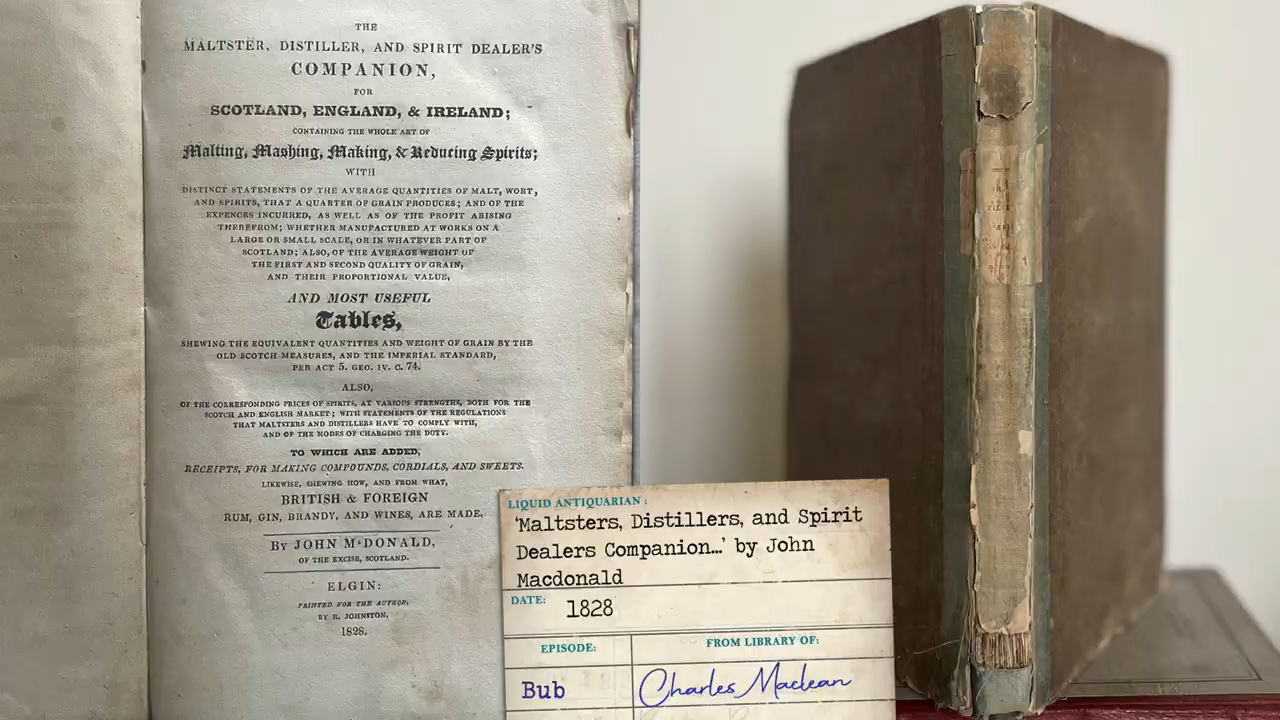 THE
MALTSTER, DISTILLER, AND SPIRIT DEALER'S
COMPANION,
FOR
SCOTLAND, ENGLAND, & IRELAND;
CONTAINING THE WHOLE ART OF
Malting, Mashing, Making, & Reducing Spirits;
WITH
DISTINCT STATEMENTS OF THE AVERAGE QUANTITIES OF MALT, WORT,
AND SPIRITS, THAT A QUARTER OF GRAIN PRODUCES; AND OF THE
EXPENCES INCURRED, AS WELL AS OF THE PROFIT ARISING
THEREFROM; WHETHER MANUFACTURED AT WORKS ON A
LARGE OR SMALL SCALE, OR IN WHATEVER PART OF
SCOTLAND; ALSO, OF THE AVERAGE WEIGHT OF
THE FIRST AND SECOND QUALITY OF GRAIN,
AND THEIR PROPORTIONAL VALUE,
AND MOST USEFUL
Tables,
SHEWING THE EQUIVALENT QUANTITIES AND WEIGHT OF GRAIN BY THE
OLD SCOTCH MEASURES, AND THE IMPERIAL STANDARD,
PER ACT 5. GEO. IV. C. 74.
ALSO,
OF THE CORRESPONDING PRICES OF SPIRITS, AT VARIOUS STRENGTHS, BOTH FOR THE
SCOTCH AND ENGLISH MARKET; WITH STATEMENTS OF THE REGULATIONS
THAT MALTSTERS AND DISTILLERS HAVE TO COMPLY WITH,
AND OF THE MODES OF CHARGING THE DUTY.
TO WHICH ARE ADDED,
RECEIPTS, FOR MAKING COMPOUNDS, CORDIALS, AND SWEETS.
LIKEWISE, SHEWING HOW, AND FROM WHAT,
BRITISH & FOREIGN
RUM, GIN, BRANDY, AND WINES, ARE MADE.
BY JOHN M'DONALD,
OF THE EXCISE, SCOTLAND.
ELGIN:
PRINTED FOR THE AUTHOR,
BY R. JOHNSTON,
1828.
LIQUID ANTIQUARIAN :
'Maltsters, Distillers, and Spirit
Dealers Companion…' by John
Macdonald
DATE: 1828
EPISODE: FROM LIBRARY OF:
Bub Charles Maclean